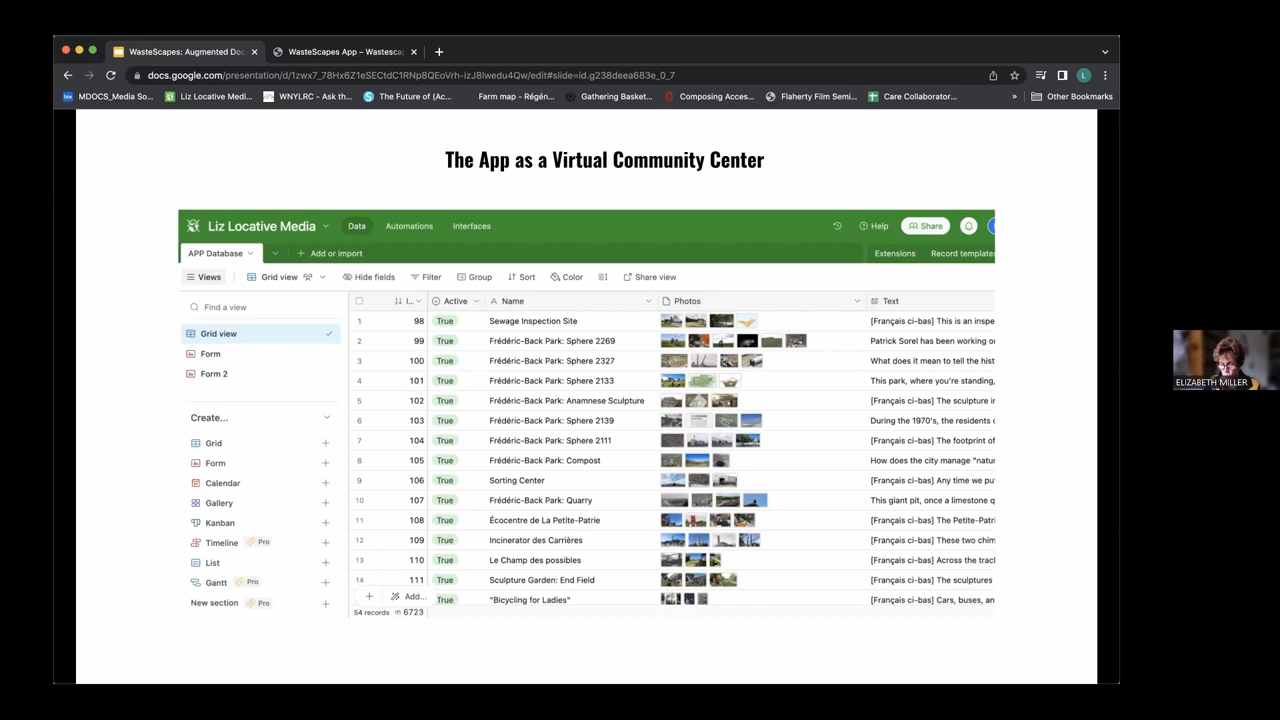 WasteScapes: Augmented Doc
WasteScapes App – Wastesca
docs.google.com/presentation/d/1zwx7_78Hx6Z1eSECtdC1RNp8QEoVrh-izJ8lwedu4Qw/edit#slide=id.g238deea683e_0_7
MDOCS_Media So... Liz Locative Medi... WNYLRC - Ask th... The Future of (Ac... Farm map - Régén... Gathering Basket... Composing Acces... Flaherty Film Semi... Care Collaborator... » Other Bookmarks
The App as a Virtual Community Center
Liz Locative Media Data Automations Interfaces Help Share
APP Database + Add or import Extensions Record template
Views Grid view Hide fields Filter Group Sort Color Share view
Find a view
Grid view
Form
Form 2
Create...
Grid
Form
Calendar
Gallery
Kanban
Timeline Pro
List
Gantt Pro
New section Pro
I... Active Name Photos Text
1 98 True Sewage Inspection Site [Français ci-bas] This is an inspe
2 99 True Frédéric-Back Park: Sphere 2269 Patrick Sorel has been working o
3 100 True Frédéric-Back Park: Sphere 2327 What does it mean to tell the hist
4 101 True Frédéric-Back Park: Sphere 2133 This park, where you're standing,
5 102 True Frédéric-Back Park: Anamnese Sculpture [Français ci-bas] The sculpture i
6 103 True Frédéric-Back Park: Sphere 2139 During the 1970's, the residents o
7 104 True Frédéric-Back Park: Sphere 2111 [Français ci-bas] The footprint of
8 105 True Frédéric-Back Park: Compost How does the city manage "natur
9 106 True Sorting Center [Français ci-bas] Any time we pu
10 107 True Frédéric-Back Park: Quarry This giant pit, once a limestone q
11 108 True Écocentre de La Petite-Patrie [Français ci-bas] The Petite-Patri
12 109 True Incinerator des Carrières [Français ci-bas] These two chim
13 110 True Le Champ des possibles [Français ci-bas] Across the trac
14 111 True Sculpture Garden: End Field [Français ci-bas] The sculptures
+ Add... True "Bicycling for Ladies" [Français ci-bas] Cars, buses, an
54 records m 6723
ELIZABETH MILLER